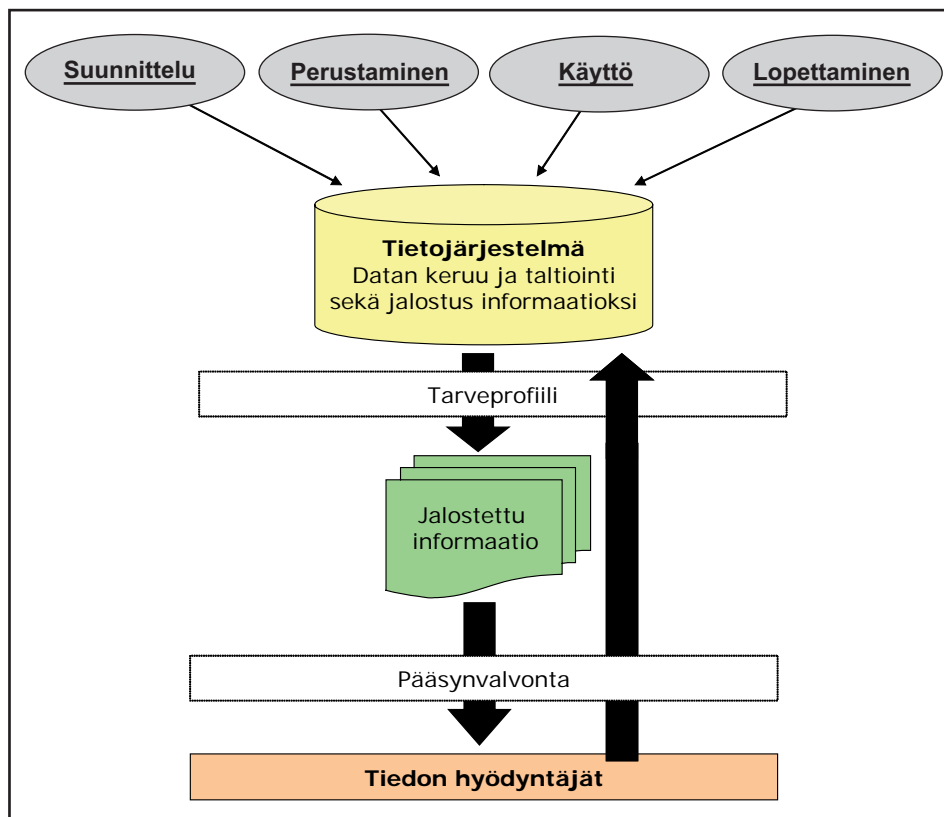 Suunnittelu
Perustaminen
Käyttö
Lopettaminen
Tietojärjestelmä
Datan keruu ja taltiointi
sekä jalostus informaatioksi
Tarveprofiili
Jalostettu
informaatio
Pääsynvalvonta
Tiedon hyödyntäjät